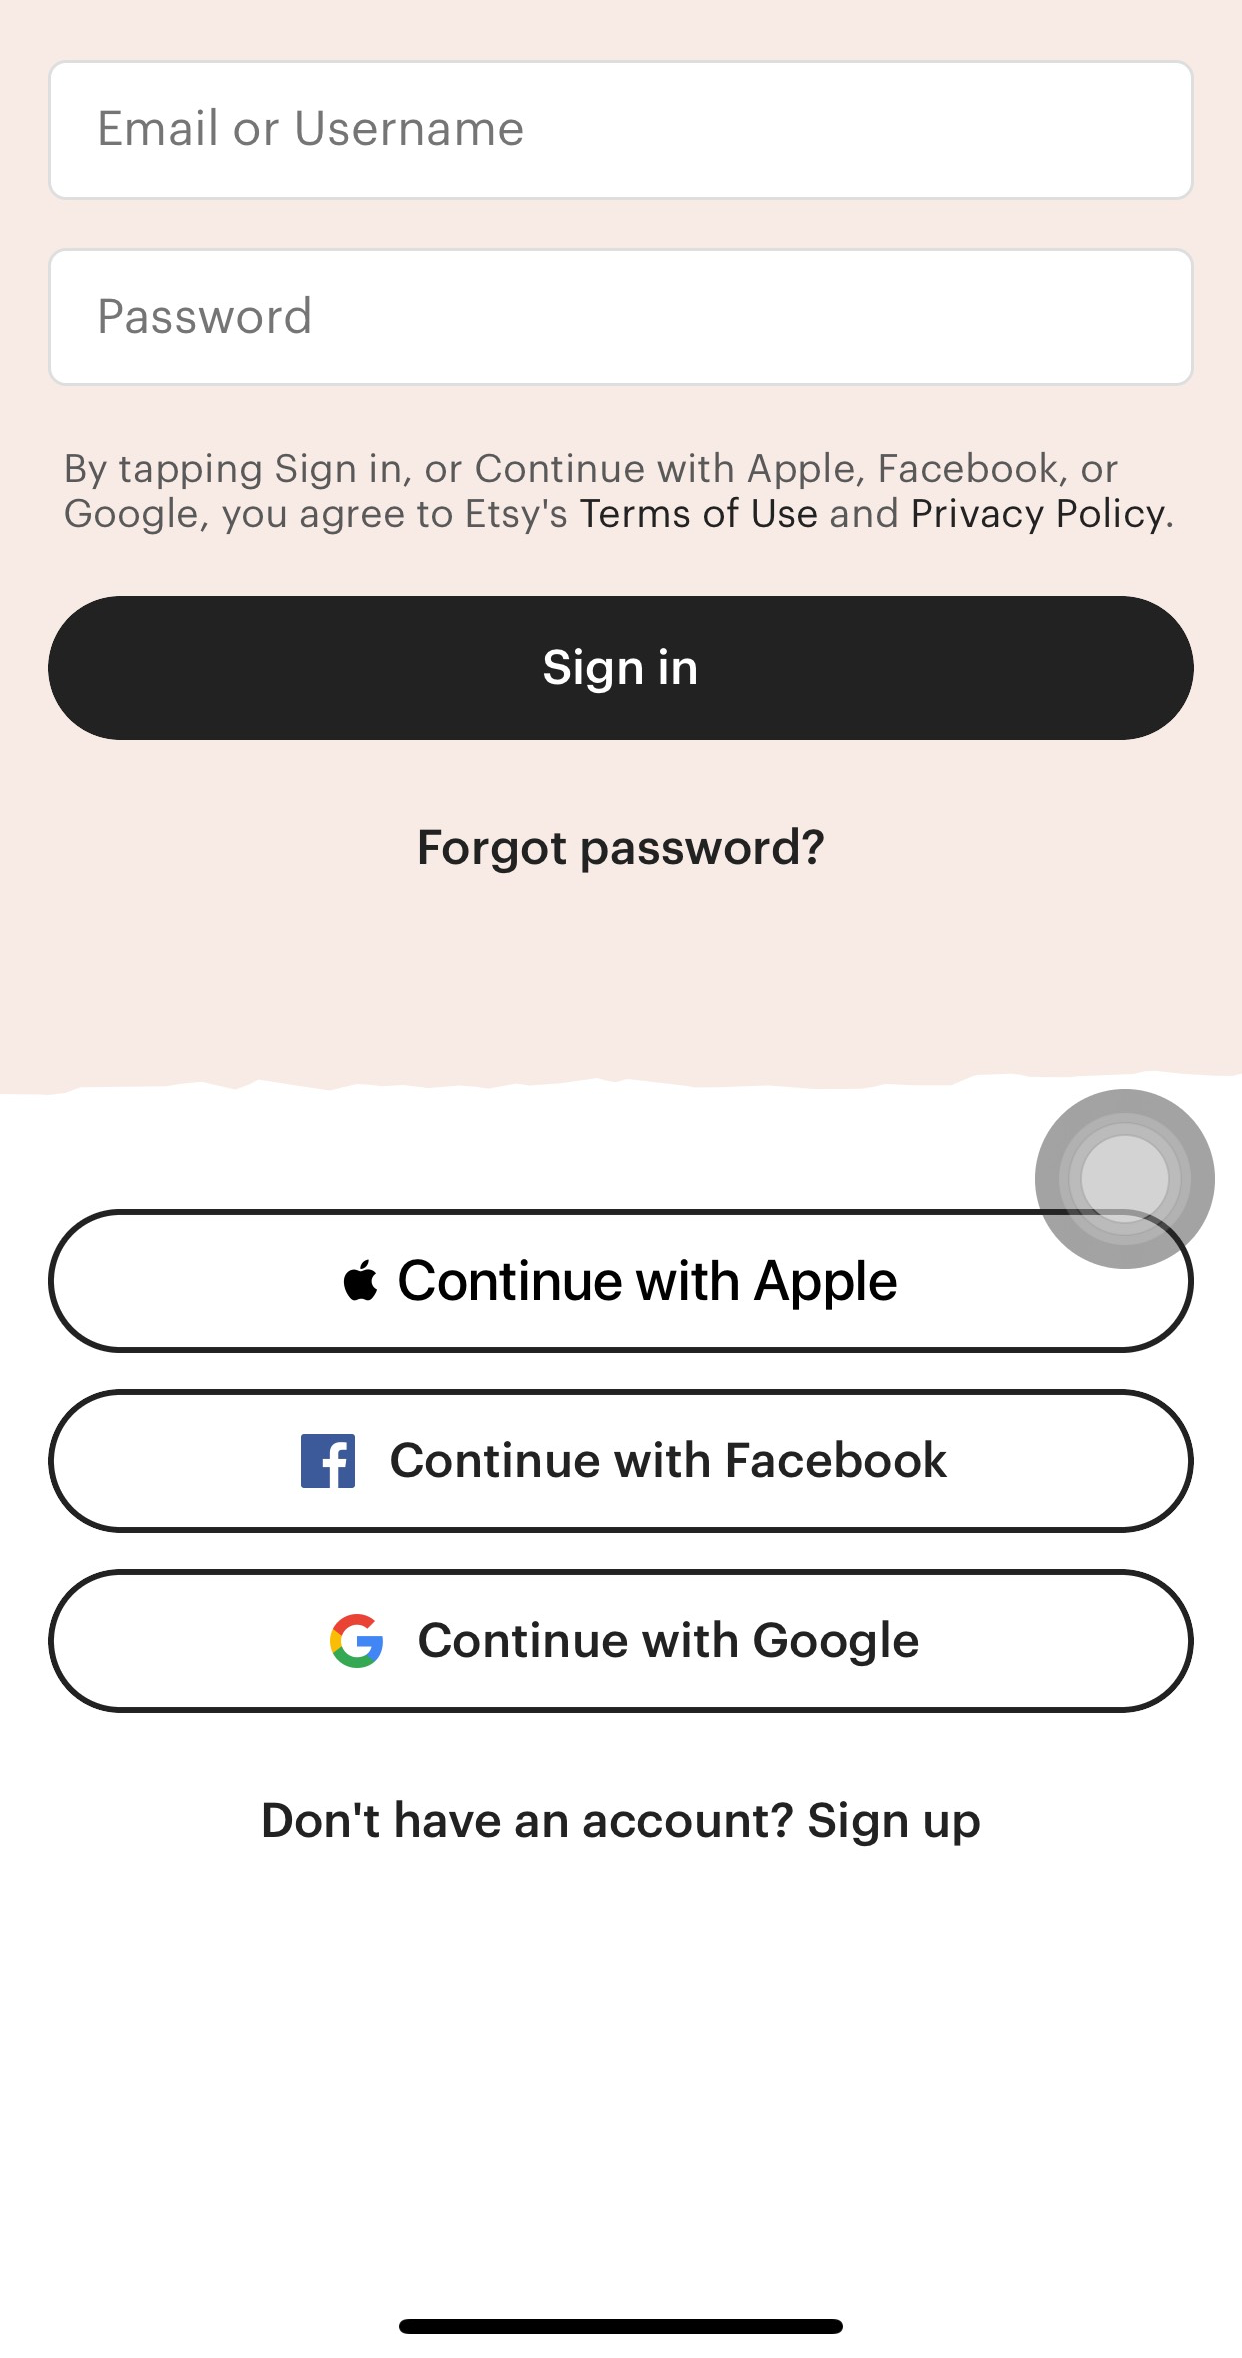 Email or Username
Password
By tapping Sign in, or Continue with Apple, Facebook, or
Google, you agree to Etsy's Terms of Use and Privacy Policy.
Sign in
Forgot password?
Continue with Apple
Continue with Facebook
Continue with Google
Don't have an account? Sign up